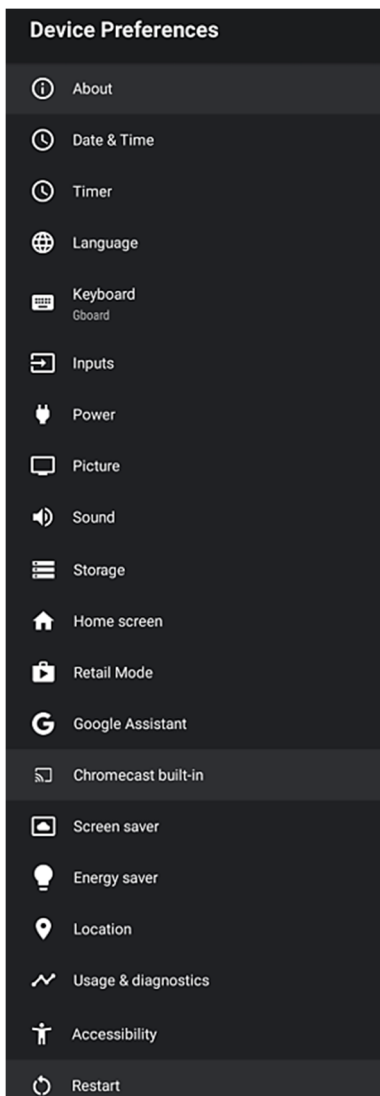 Device Preferences
About
Date & Time
Timer
Language
Keyboard
Gboard
Inputs
Power
Picture
Sound
Storage
Home screen
Retail Mode
Google Assistant
Chromecast built-in
Screen saver
Energy saver
Location
Usage & diagnostics
Accessibility
Restart